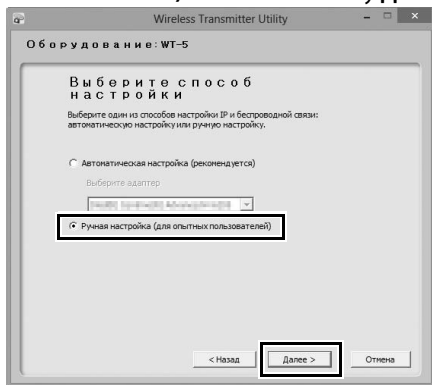 Wireless Transmitter Utility
Оборудование: WT-5
Выберите способ
настройки
Выберите один из способов настройки IP и беспроводной связи:
автоматическую настройку или ручную настройку.
Автоматическая настройка (рекомендуется)
Выберите адаптер
Ручная настройка (для опытных пользователей)
< Назад
Далее >
Отмена